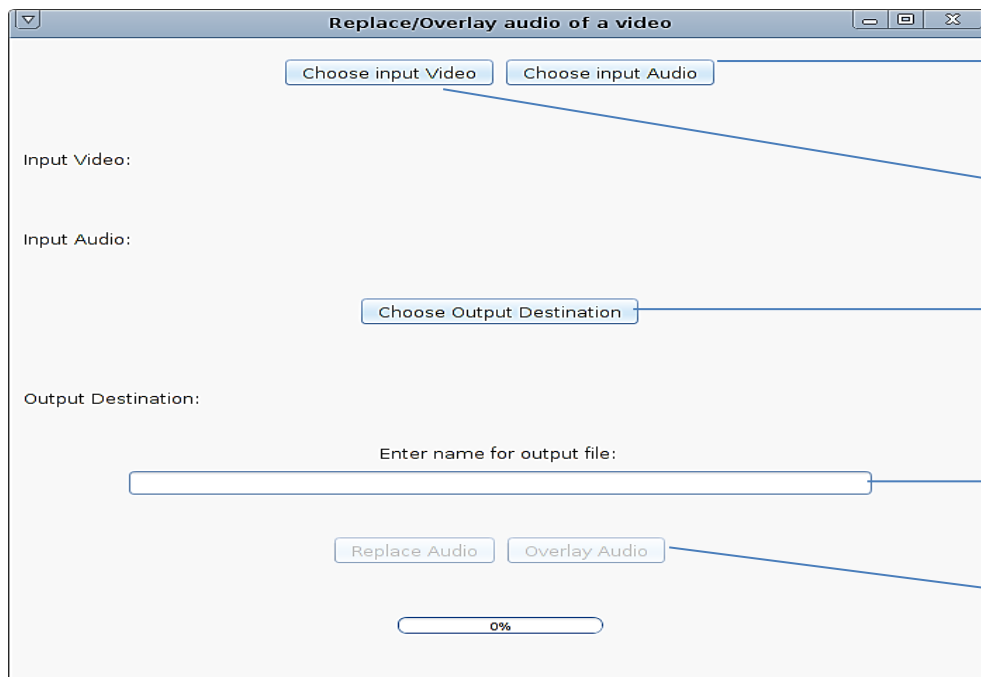 Replace/Overlay audio of a video
Choose input Video Choose input Audio
Input Video:
Input Audio:
Choose Output Destination
Output Destination:
Enter name for output file:
Replace Audio Overlay Audio
0%